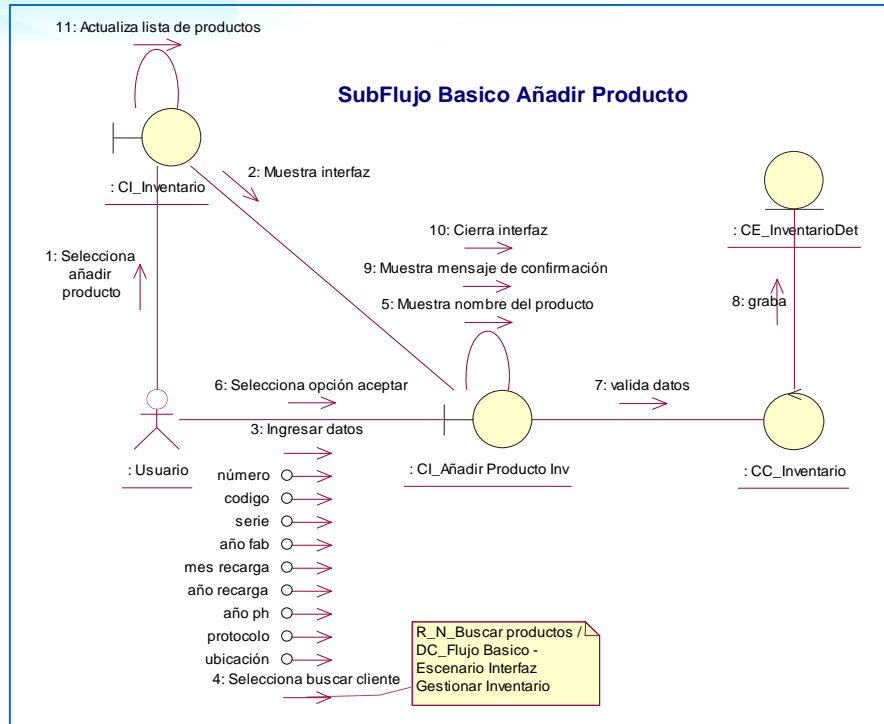 11: Actualiza lista de productos
SubFlujo Basico Añadir Producto
2: Muestra interfaz
: CI_Inventario
: CE_InventarioDet
10: Cierra interfaz
1: Selecciona
añadir
producto
9: Muestra mensaje de confirmación
5: Muestra nombre del producto
8: graba
6: Selecciona opción aceptar
7: valida datos
3: Ingresar datos
: Usuario
: CI_Añadir Producto Inv
: CC_Inventario
número
codigo
serie
año fab
mes recarga
año recarga
año ph
protocolo
ubicación
4: Selecciona buscar cliente
R_N_Buscar productos /
DC_Flujo Basico -
Escenario Interfaz
Gestionar Inventario